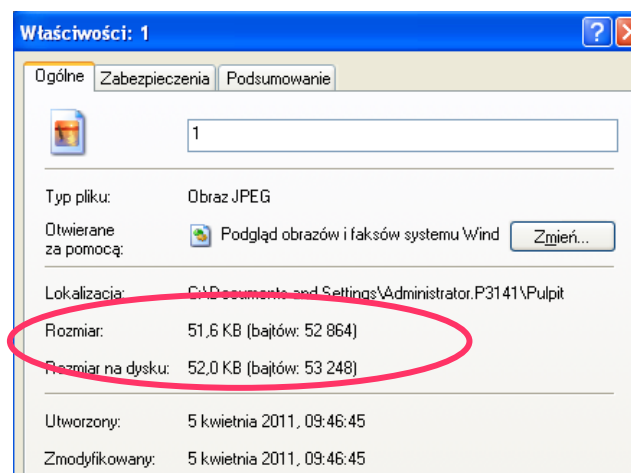 Właściwości: 1
Ogólne Zabezpieczenia Podsumowanie
1
Typ pliku: Obraz JPEG
Otwierane za pomocą: Podgląd obrazów i faksów systemu Wind Zmień...
Lokalizacja: C:\Documents and Settings\Administrator.P3141\Pulpit
Rozmiar: 51,6 KB (bajtów: 52 864)
Rozmiar na dysku: 52,0 KB (bajtów: 53 248)
Utworzony: 5 kwietnia 2011, 09:46:45
Zmodyfikowany: 5 kwietnia 2011, 09:46:45